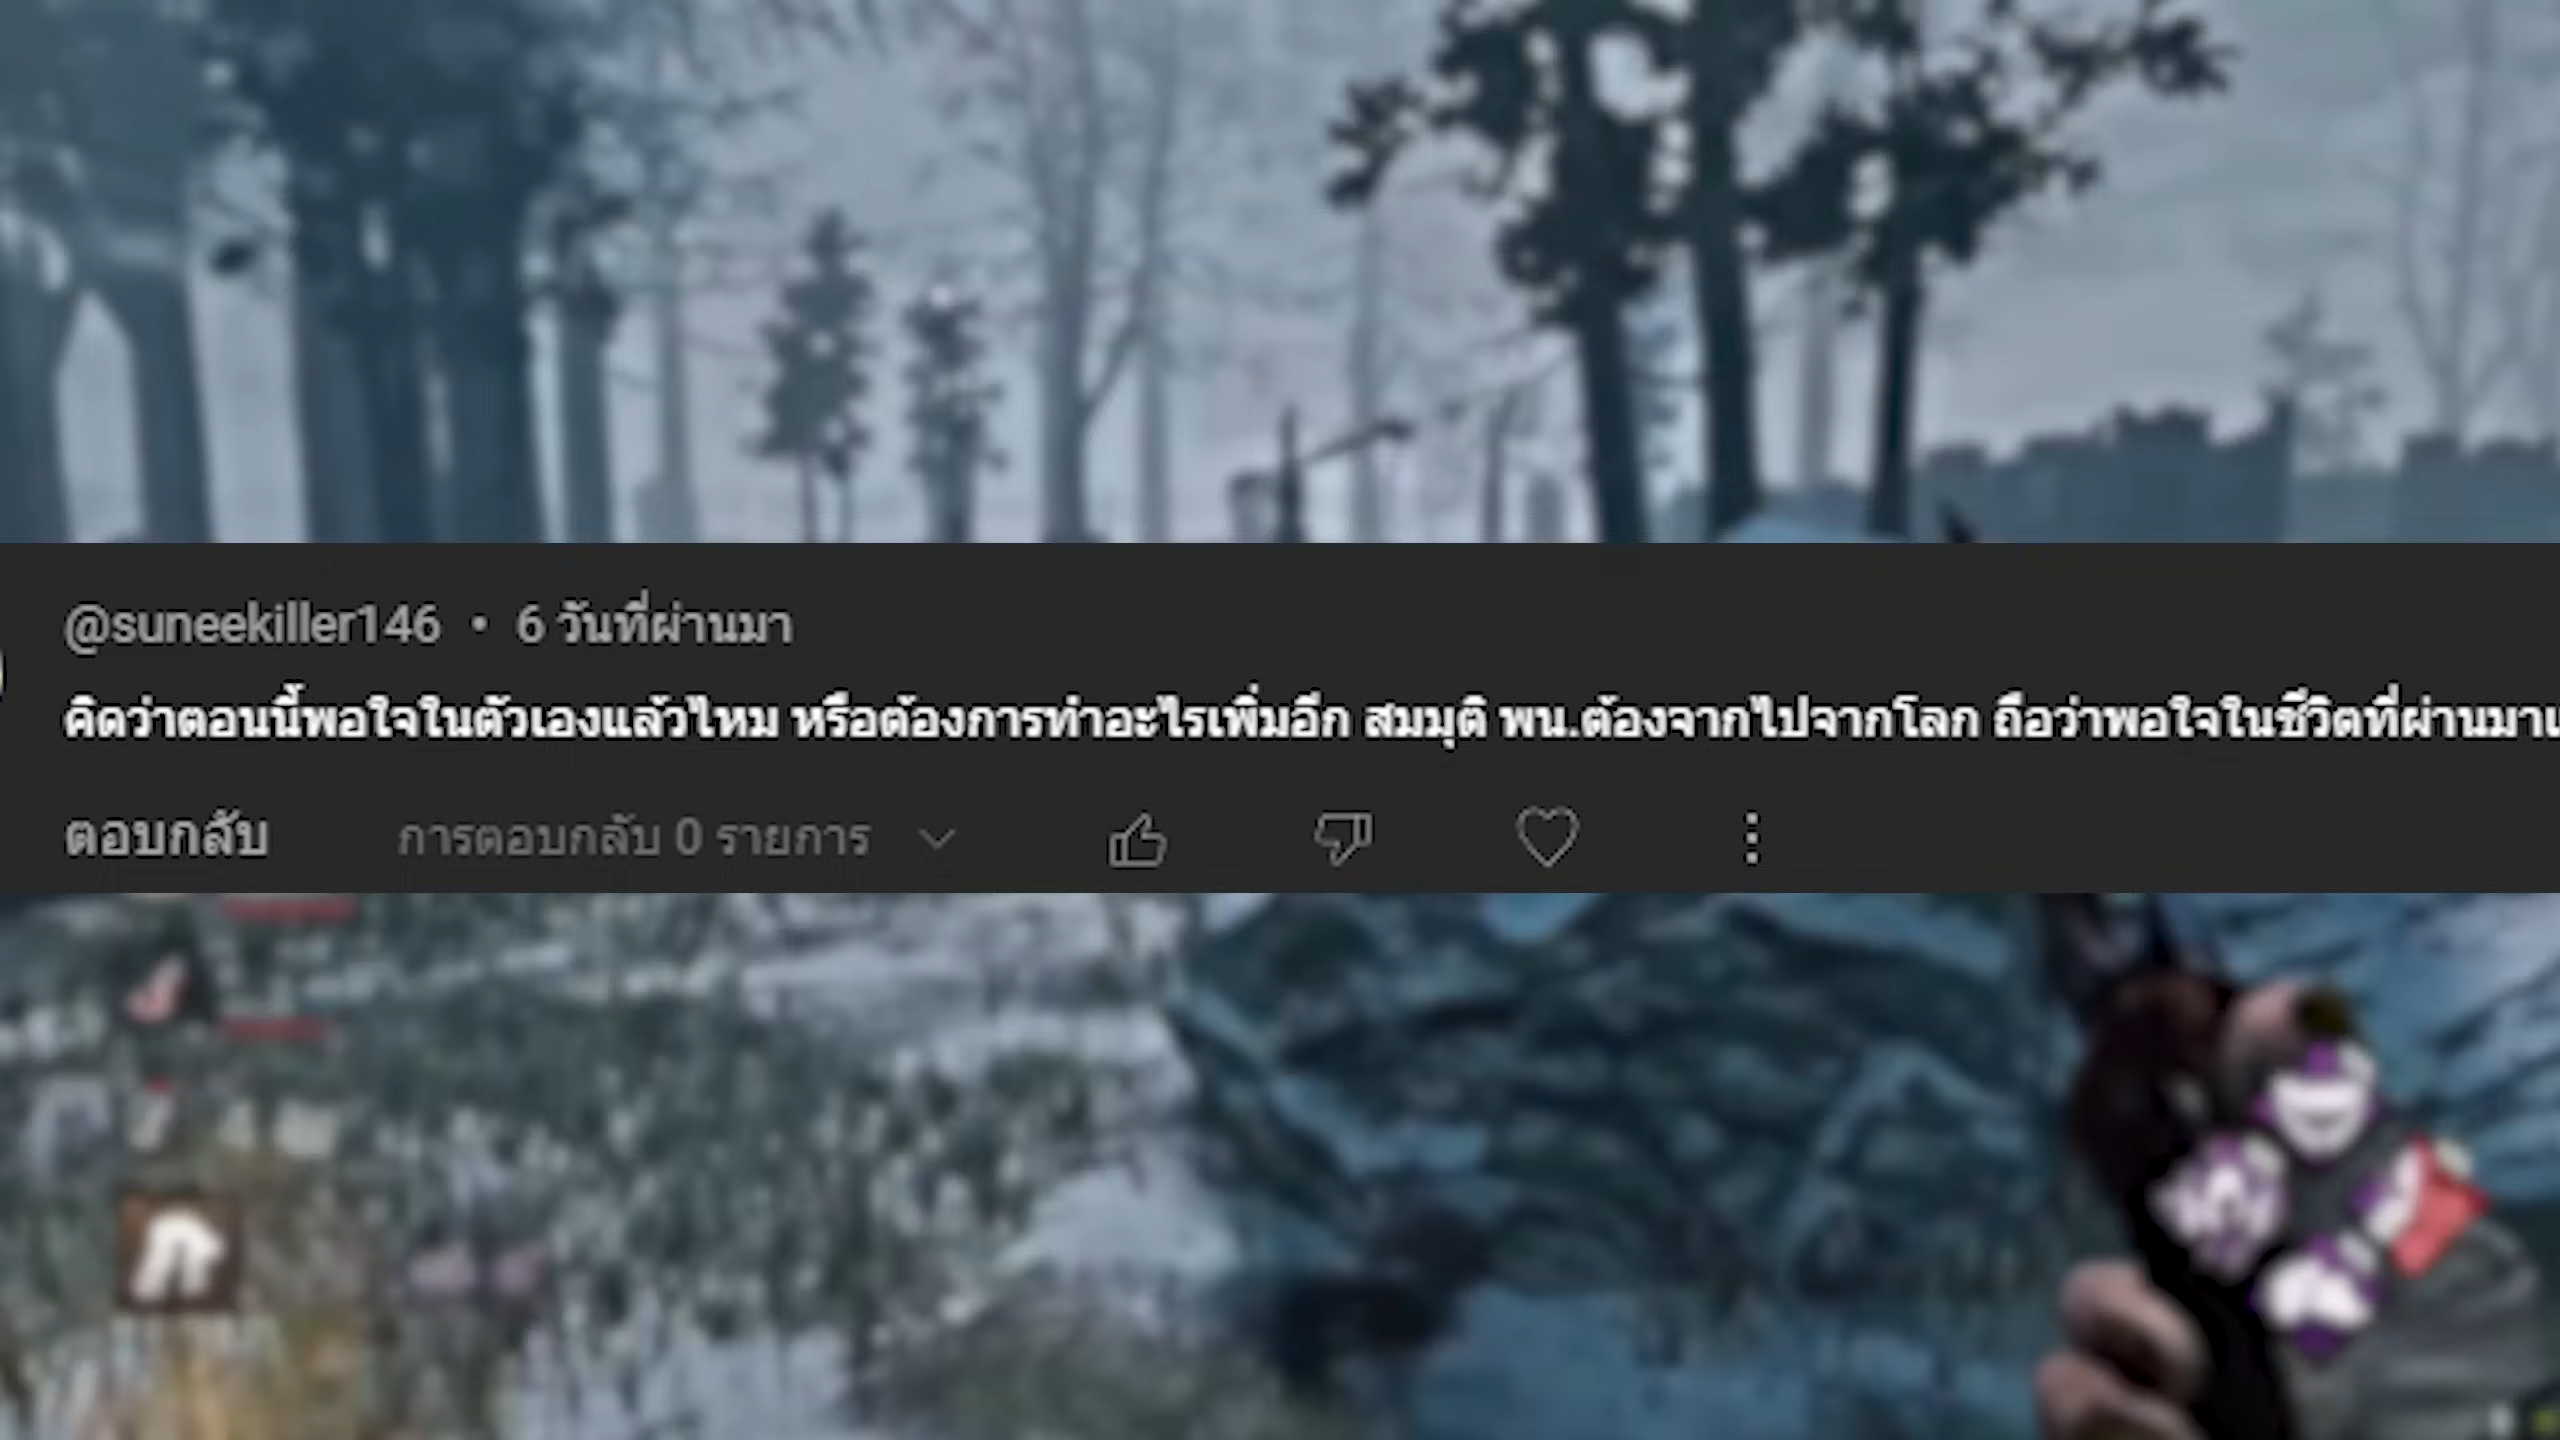 @suneekiller146 • 6 วันที่ผ่านมา
คิดว่าตอนนี้พอใจในตัวเองแล้วไหม หรือต้องการทำอะไรเพิ่มอีก สมมุติ พน.ต้องจากไปจากโลก ถือว่าพอใจในชีวิตที่ผ่านมา
ตอบกลับ การตอบกลับ 0 รายการ